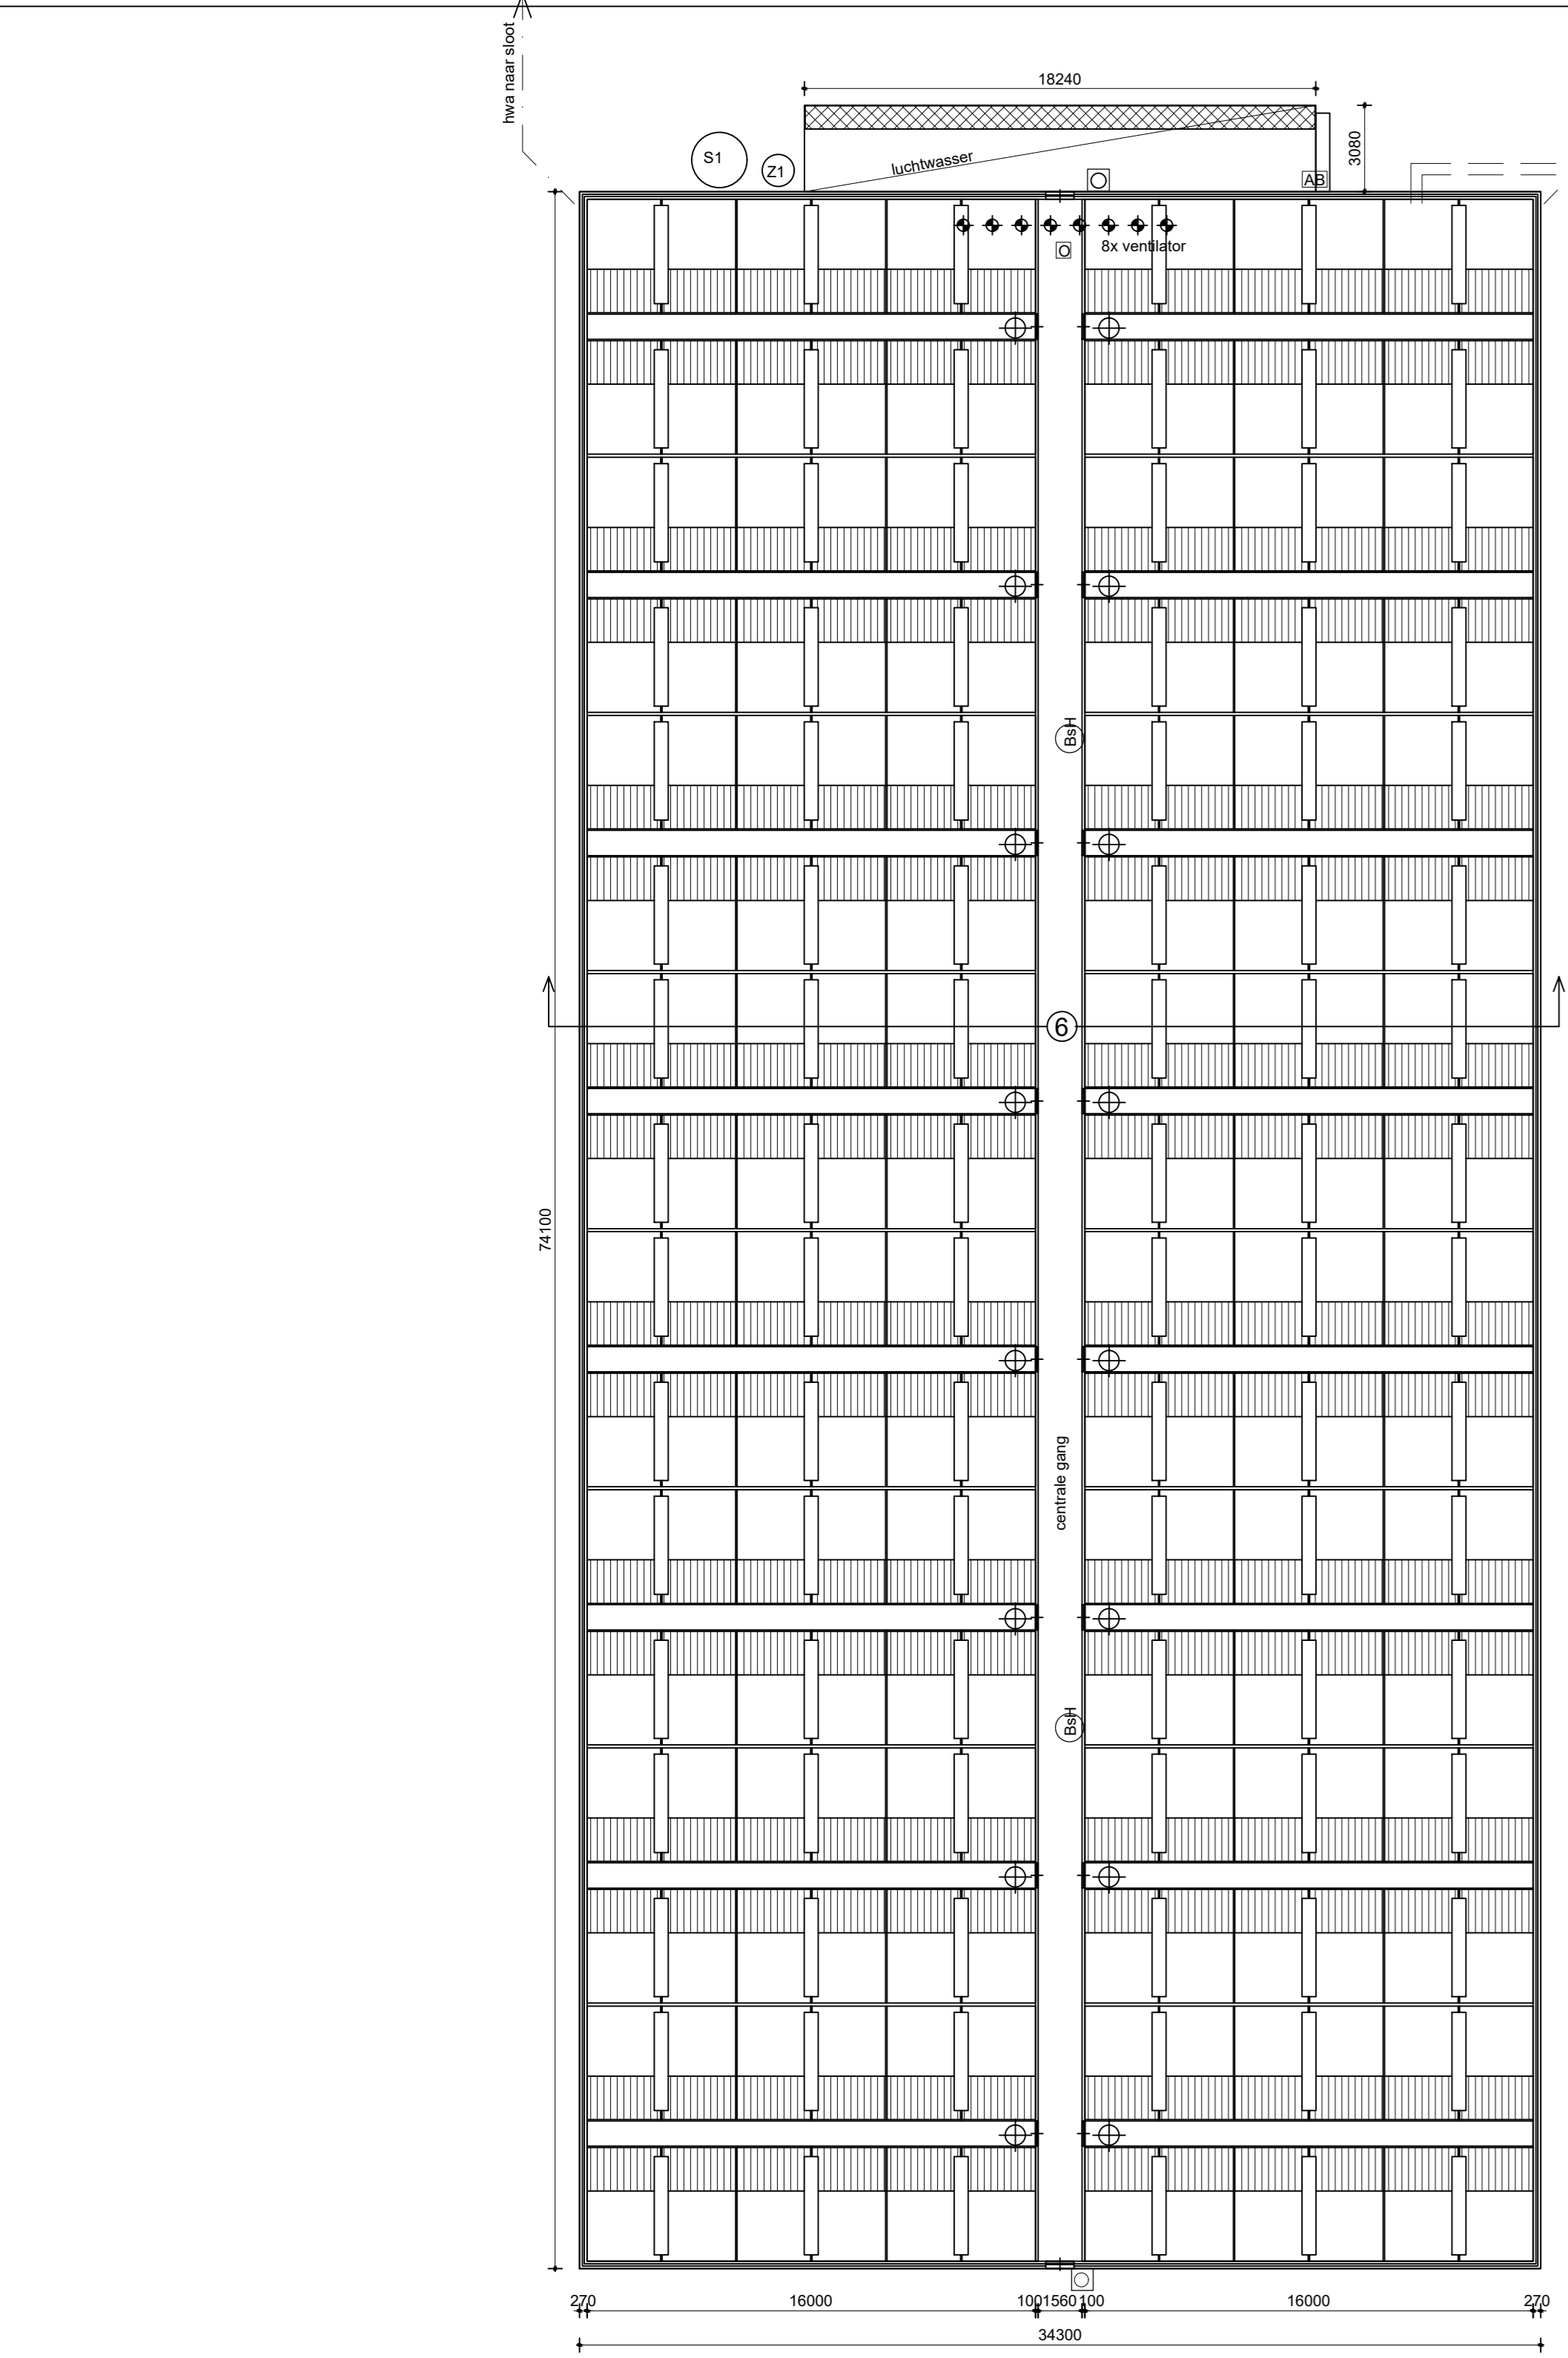 hwa naar sloot
18240
3080
S1
Z1
luchtwasser
AB
8x ventilator
O
BsH
6
74100
centrale gang
BsH
270
16000
100
1560
100
16000
270
34300